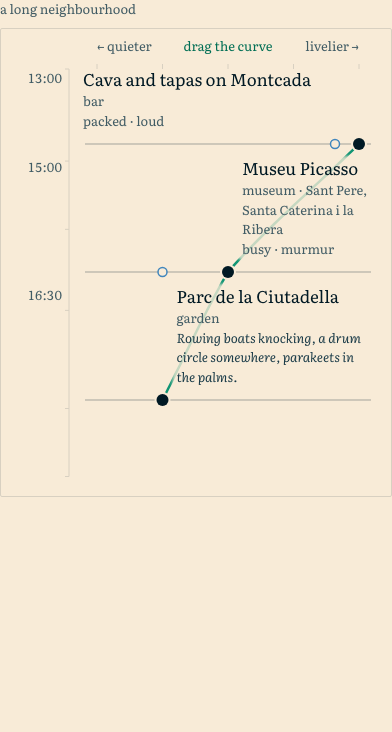 a long neighbourhood
← quieter drag the curve livelier →
13:00
Cava and tapas on Montcada
bar
packed · loud
15:00
Museu Picasso
museum · Sant Pere,
Santa Caterina i la
Ribera
busy · murmur
16:30
Parc de la Ciutadella
garden
Rowing boats knocking, a drum
circle somewhere, parakeets in
the palms.